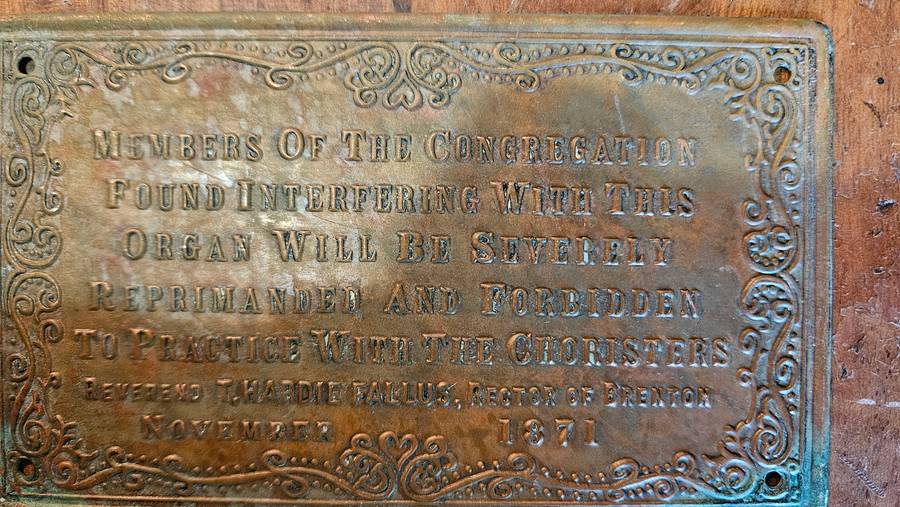 Members Of The Congregation
Found Interfering With This
Organ Will Be Severely
Reprimanded And Forbidden
To Practice With The Choristers
Reverend T. Hardie Fallus, Rector of Brenton
November 1871